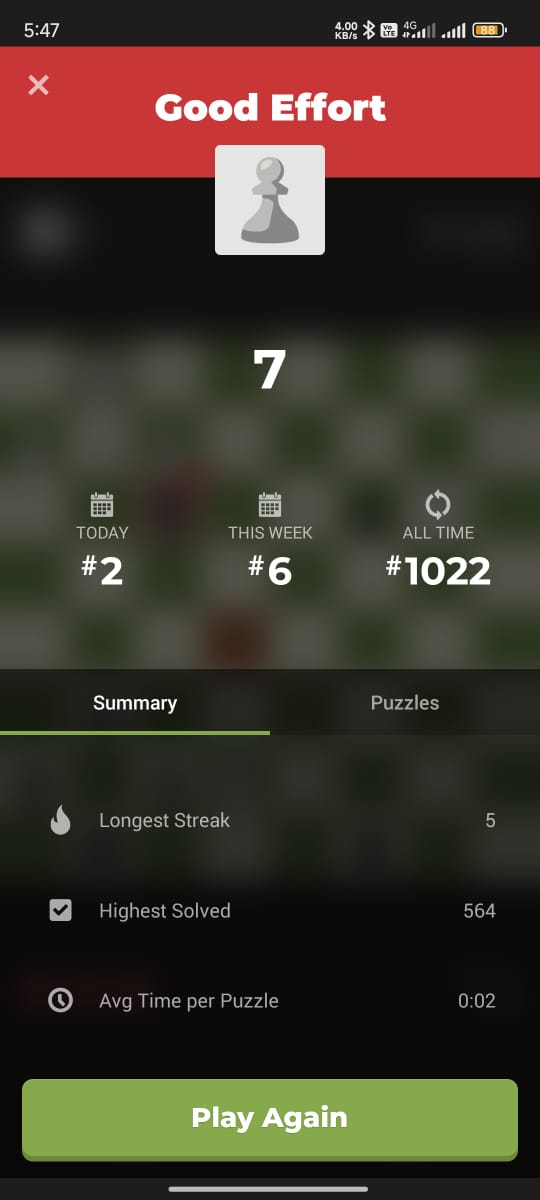 5:47
4.00
KB/s
Vo
LTE
4G
88
Good Effort
7
TODAY
THIS WEEK
ALL TIME
#2
#6
#1022
Summary
Puzzles
Longest Streak
5
Highest Solved
564
Avg Time per Puzzle
0:02
Play Again